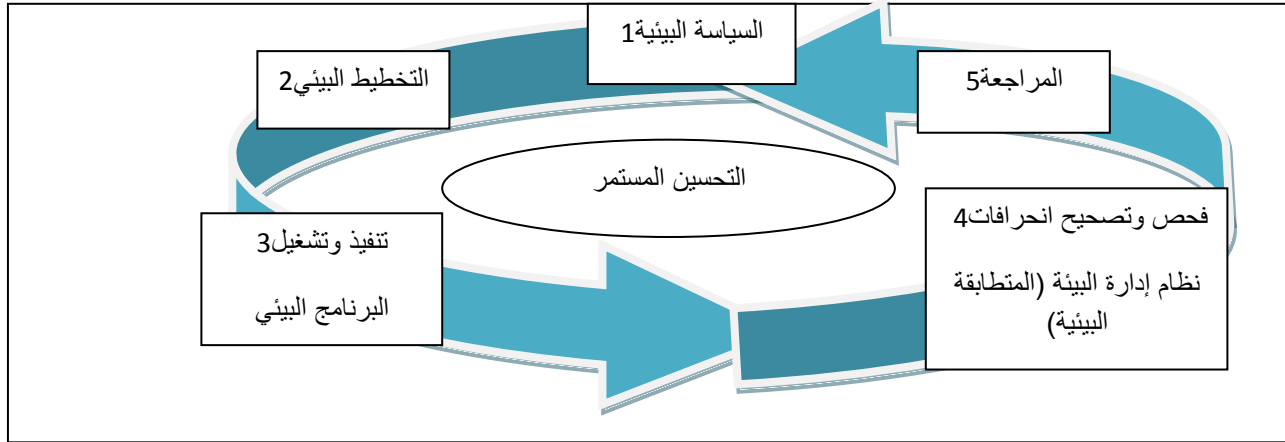 السياسة البيئية1
التخطيط البيئي2
تنفيذ وتشغيل3
البرنامج البيئي
فحص وتصحيح انحرافات4
نظام إدارة البيئة (المتطابقة
البيئية)
المراجعة5
التحسين المستمر